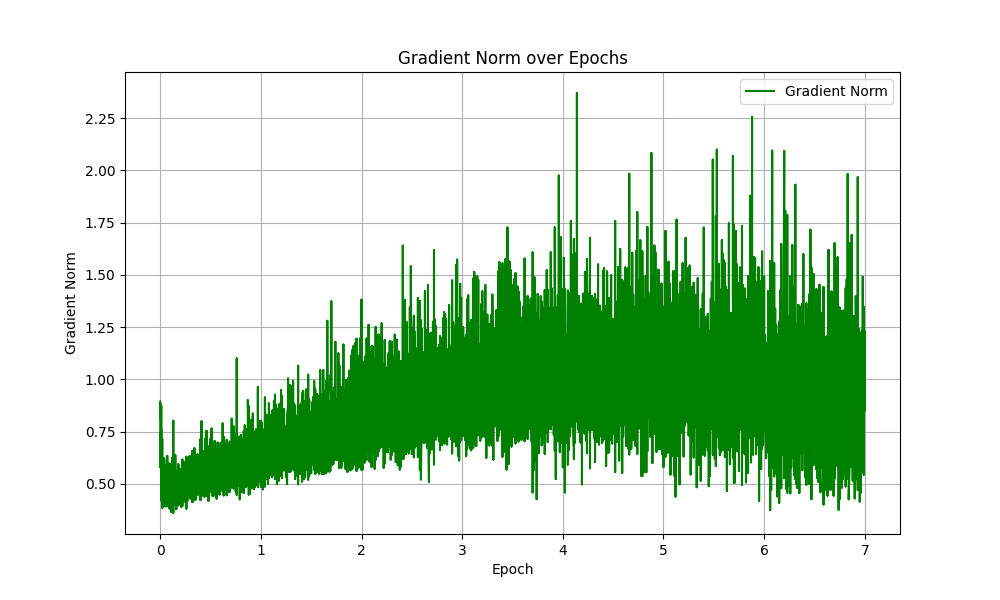 Gradient Norm over Epochs
Gradient Norm
2.25
2.00
1.75
1.50
1.25
1.00
0.75
0.50
Gradient Norm
0 1 2 3 4 5 6 7
Epoch